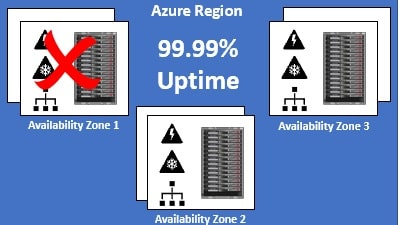 Azure Region
99.99%
Uptime
Availability Zone 1
Availability Zone 3
Availability Zone 2